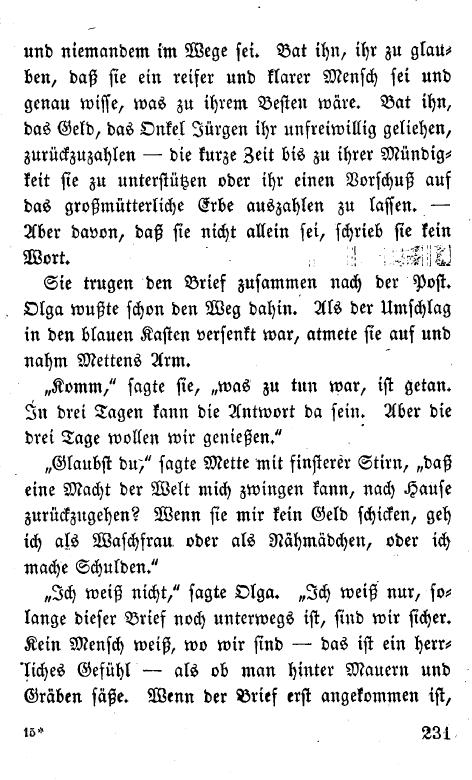 und niemandem im Wege sei. Bat ihn, ihr zu glau-
ben, daß sie ein reifer und klarer Mensch sei und
genau wisse, was zu ihrem Besten wäre. Bat ihn,
das Geld, das Onkel Jürgen ihr unfreiwillig geliehen,
zurückzuzahlen — die kurze Zeit bis zu ihrer Mündig-
keit sie zu unterstützen oder ihr einen Vorschuß auf
das großmütterliche Erbe auszahlen zu lassen. —
Aber davon, daß sie nicht allein sei, schrieb sie kein
Wort.
Sie trugen den Brief zusammen nach der Post.
Olga wußte schon den Weg dahin. Als der Umschlag
in den blauen Kasten versenkt war, atmete sie auf und
nahm Mettens Arm.
„Komm,“ sagte sie, „was zu tun war, ist getan.
In drei Tagen kann die Antwort da sein. Aber die
drei Tage wollen wir genießen.“
„Glaubst du,“ sagte Mette mit finsterer Stirn, „daß
eine Macht der Welt mich zwingen kann, nach Hause
zurückzugehen? Wenn sie mir kein Geld schicken, geh
ich als Waschfrau oder als Nähmädchen, oder ich
mache Schulden.“
„Ich weiß nicht,“ sagte Olga. „Ich weiß nur, so-
lange dieser Brief noch unterwegs ist, sind wir sicher.
Kein Mensch weiß, wo wir sind — das ist ein herr-
liches Gefühl — als ob man hinter Mauern und
Gräben säße. Wenn der Brief erst angekommen ist,
15* 231